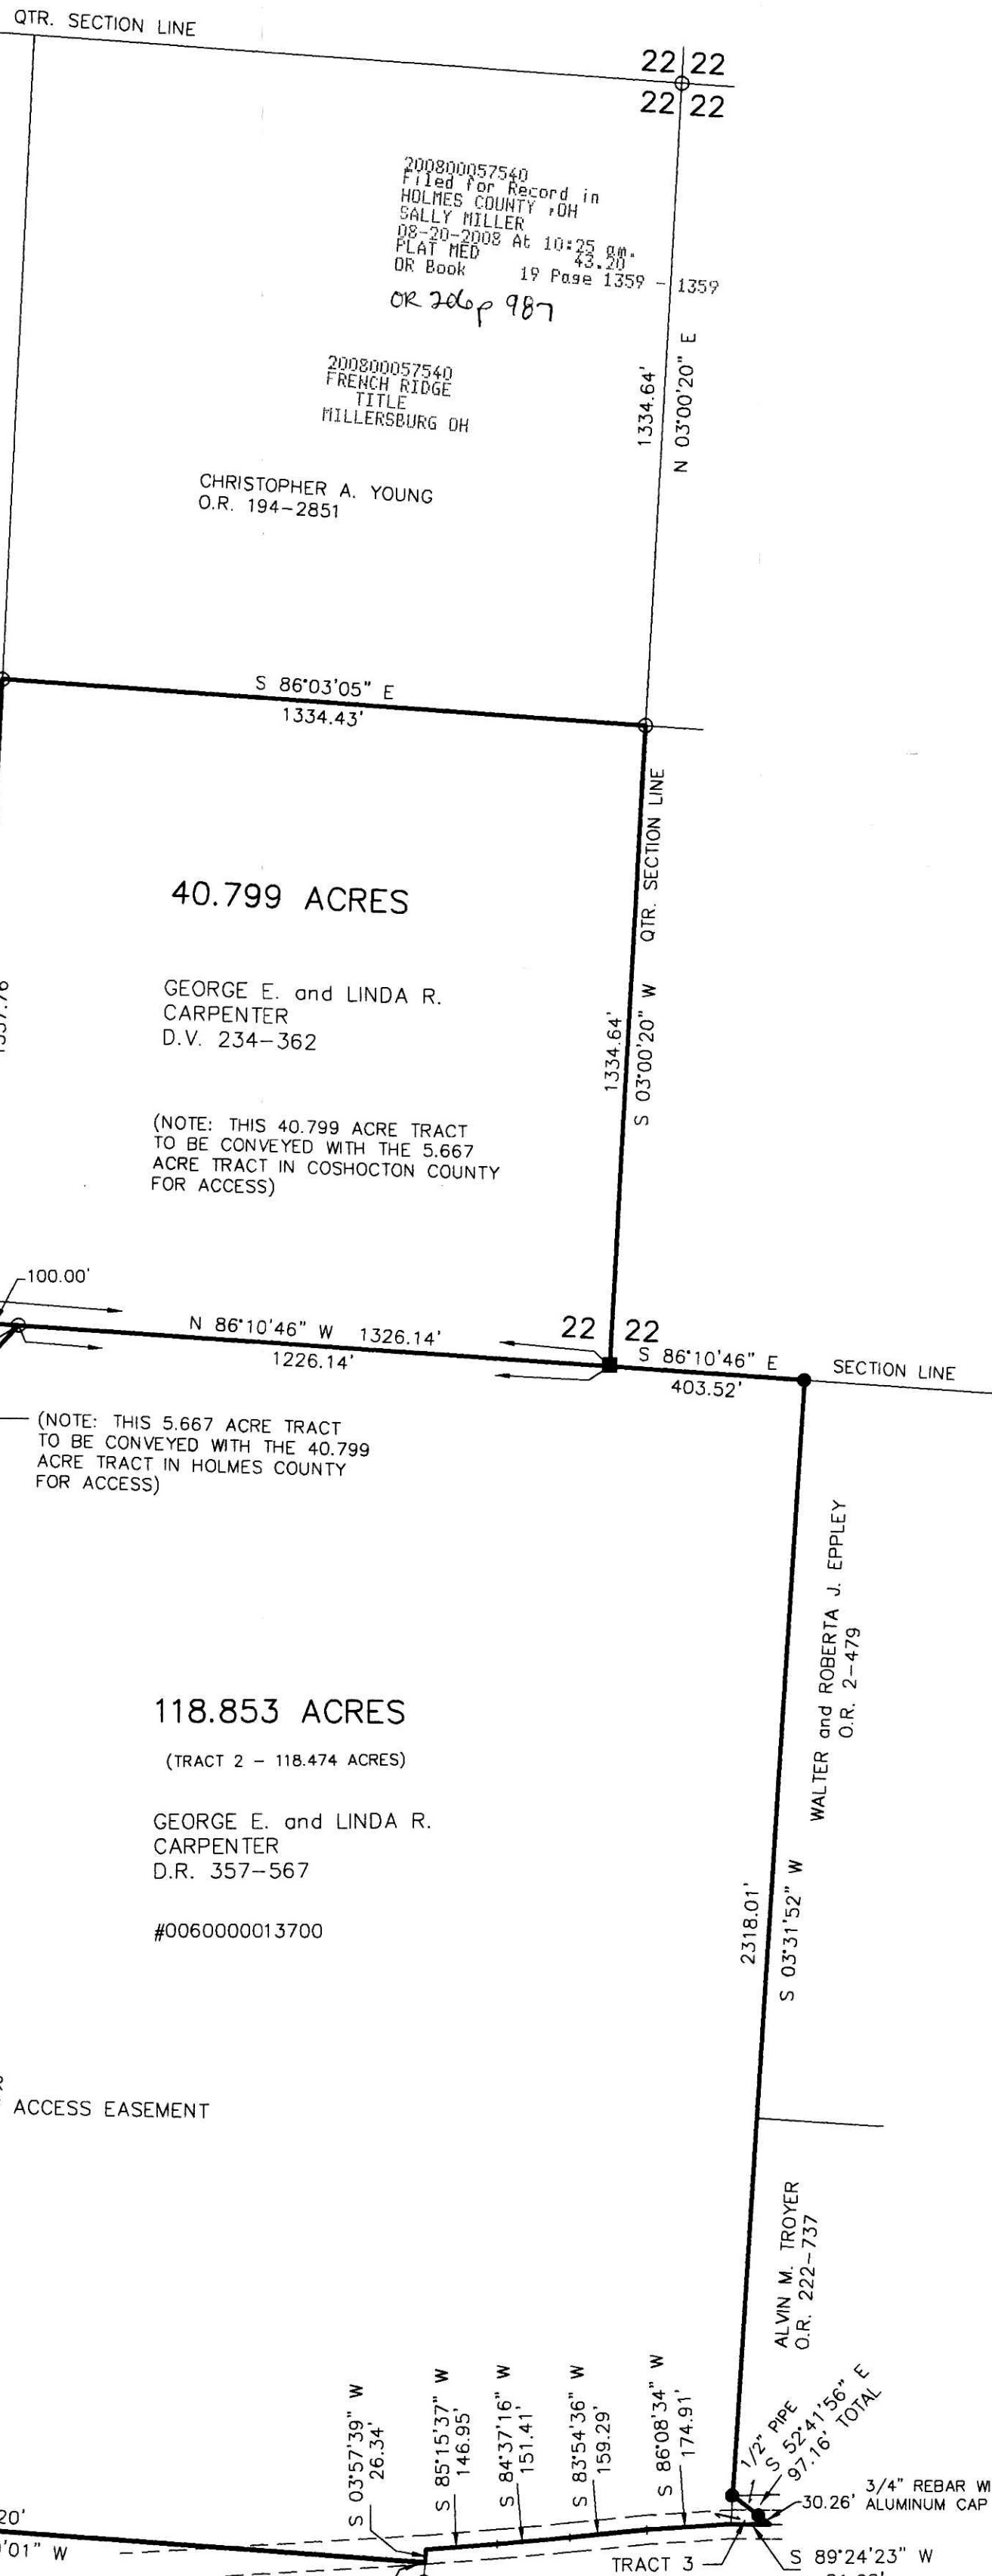 QTR. SECTION LINE
22 22
22 22
200800057540
Filed for Record in
HOLMES COUNTY ,OH
SALLY MILLER
08-20-2008 At 10:25 am.
PLAT MED 43.20
OR Book 19 Page 1359 - 1359
OR 206 p 987
200800057540
FRENCH RIDGE
TITLE
MILLERSBURG OH
1334.64'
N 03°00'20" E
CHRISTOPHER A. YOUNG
O.R. 194-2851
S 86°03'05" E
1334.43'
QTR. SECTION LINE
S 03°00'20" W
1334.64'
40.799 ACRES
GEORGE E. and LINDA R.
CARPENTER
D.V. 234-362
(NOTE: THIS 40.799 ACRE TRACT
TO BE CONVEYED WITH THE 5.667
ACRE TRACT IN COSHOCTON COUNTY
FOR ACCESS)
100.00'
N 86°10'46" W 1326.14'
1226.14'
22 22
S 86°10'46" E
403.52'
SECTION LINE
(NOTE: THIS 5.667 ACRE TRACT
TO BE CONVEYED WITH THE 40.799
ACRE TRACT IN HOLMES COUNTY
FOR ACCESS)
WALTER and ROBERTA J. EPPLEY
O.R. 2-479
118.853 ACRES
(TRACT 2 - 118.474 ACRES)
GEORGE E. and LINDA R.
CARPENTER
D.R. 357-567
#0060000013700
2318.01'
S 03°31'52" W
ACCESS EASEMENT
ALVIN M. TROYER
O.R. 222-737
S 03°57'39" W
26.34'
S 85°15'37" W
146.95'
S 84°37'16" W
151.41'
S 83°54'36" W
159.29'
S 86°08'34" W
174.91'
1/2" PIPE
S 52°41'56" E
97.16' TOTAL
30.26'
3/4" REBAR WI
ALUMINUM CAP
20'
'01" W
TRACT 3
S 89°24'23" W